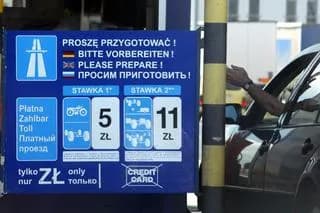 PROSZĘ PRZYGOTOWAĆ !
BITTE VORBEREITEN !
PLEASE PREPARE !
ПРОСИМ ПРИГОТОВИТЬ !
STAWKA 1*
STAWKA 2**
Płatna
Zahlbar
Toll
Платный
проезд
5
ZŁ
11
ZŁ
tylko
nur
ZŁ
only
только
CREDIT
CARD